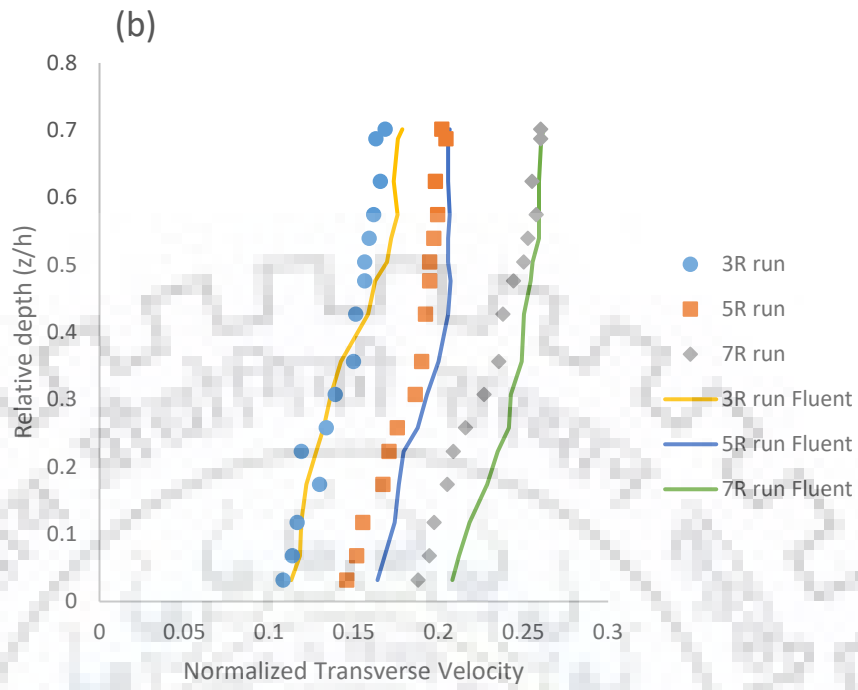 (b)
0.8
0.7
0.6
0.5
0.4
0.3
0.2
0.1
0
Relative depth (z/h)
0 0.05 0.1 0.15 0.2 0.25 0.3
Normalized Transverse Velocity
3R run
5R run
7R run
3R run Fluent
5R run Fluent
7R run Fluent